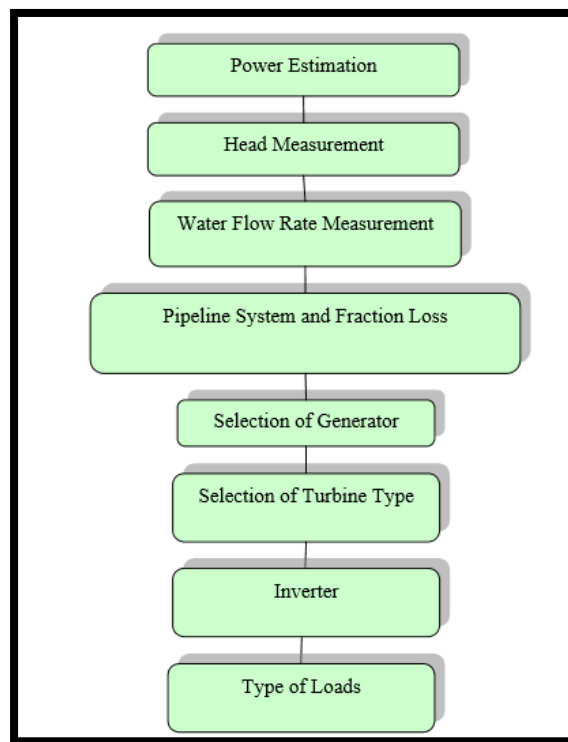 Power Estimation
Head Measurement
Water Flow Rate Measurement
Pipeline System and Fraction Loss
Selection of Generator
Selection of Turbine Type
Inverter
Type of Loads